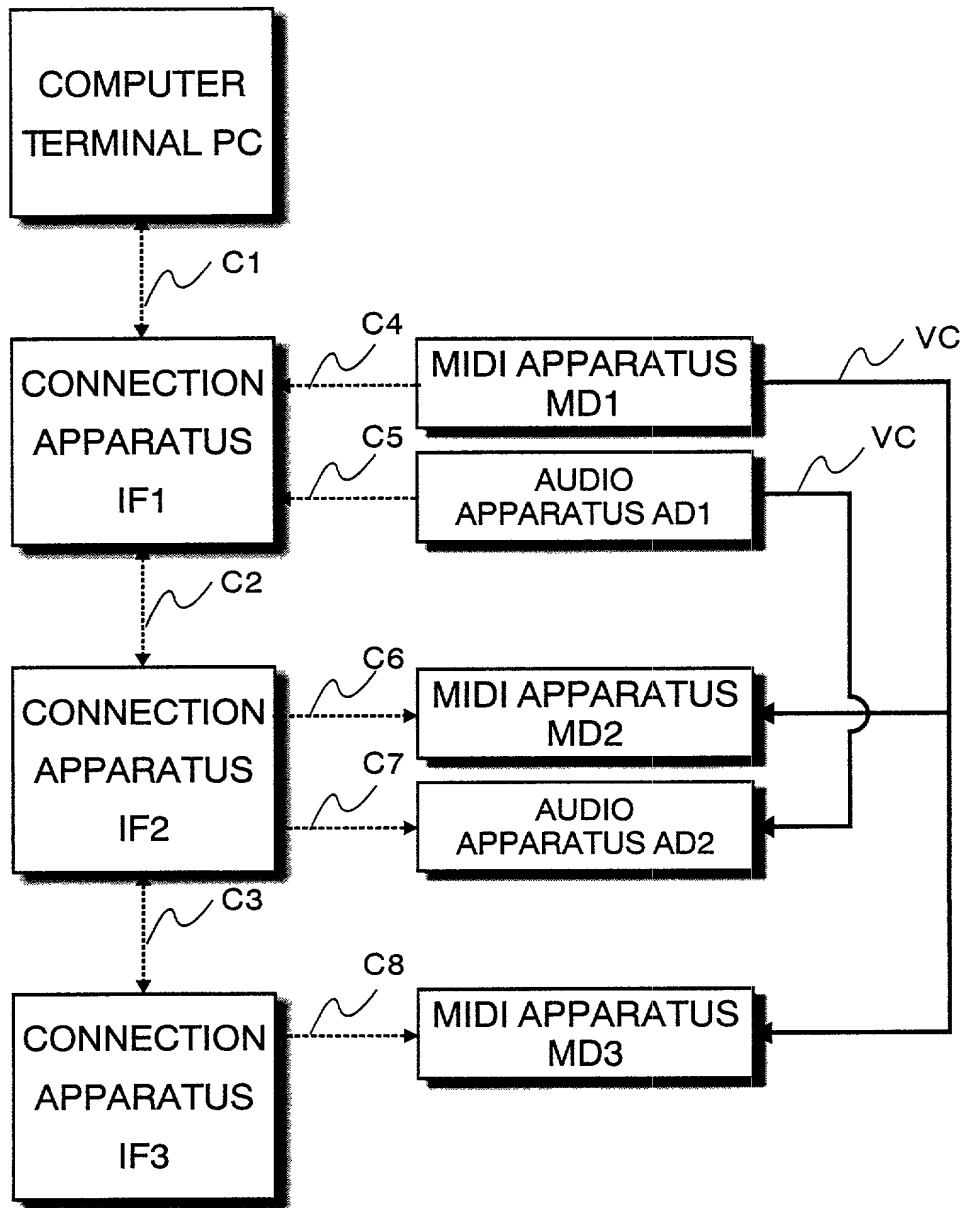 COMPUTER
TERMINAL PC
C1
C4
VC
CONNECTION
APPARATUS
IF1
MIDI APPARATUS
MD1
C5
VC
AUDIO
APPARATUS AD1
C2
C6
CONNECTION
APPARATUS
IF2
MIDI APPARATUS
MD2
C7
AUDIO
APPARATUS AD2
C3
C8
CONNECTION
APPARATUS
IF3
MIDI APPARATUS
MD3